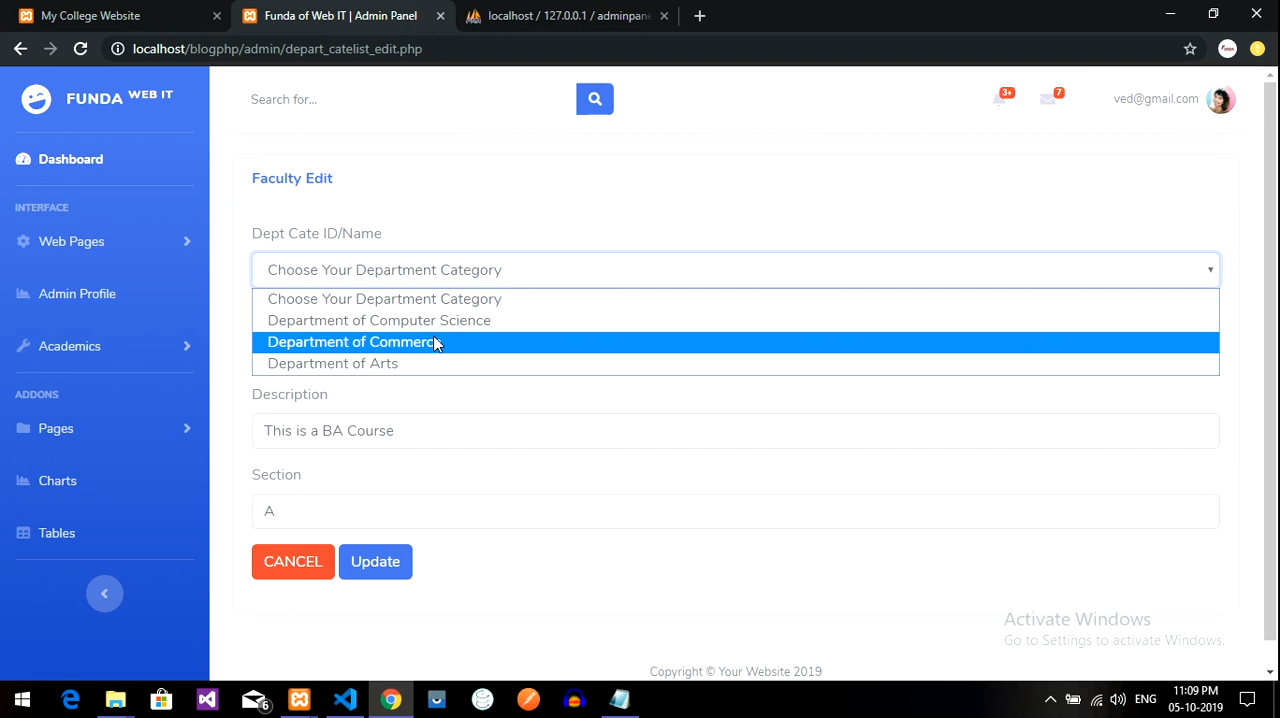 My College Website
Funda of Web IT | Admin Panel
localhost / 127.0.0.1 / adminpane
localhost/blogphp/admin/depart_catelist_edit.php
FUNDA WEB IT
Search for...
3+
7
ved@gmail.com
Dashboard
INTERFACE
Web Pages
Admin Profile
Academics
ADDONS
Pages
Charts
Tables
Faculty Edit
Dept Cate ID/Name
Choose Your Department Category
Choose Your Department Category
Department of Computer Science
Department of Commerc
Department of Arts
Description
This is a BA Course
Section
A
CANCEL
Update
Activate Windows
Go to Settings to activate Windows.
Copyright © Your Website 2019
6
ENG
11:09 PM
05-10-2019